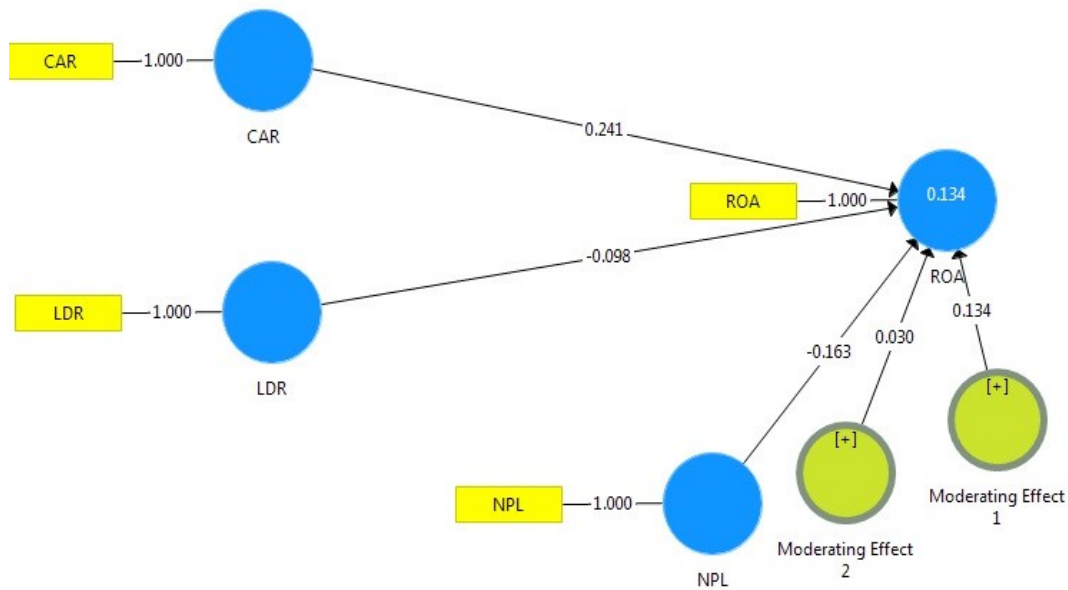 CAR
1.000
CAR
0.241
ROA
1.000
0.134
ROA
-0.098
LDR
1.000
LDR
-0.163
0.030
0.134
[+]
Moderating Effect
1
[+]
Moderating Effect
2
NPL
1.000
NPL